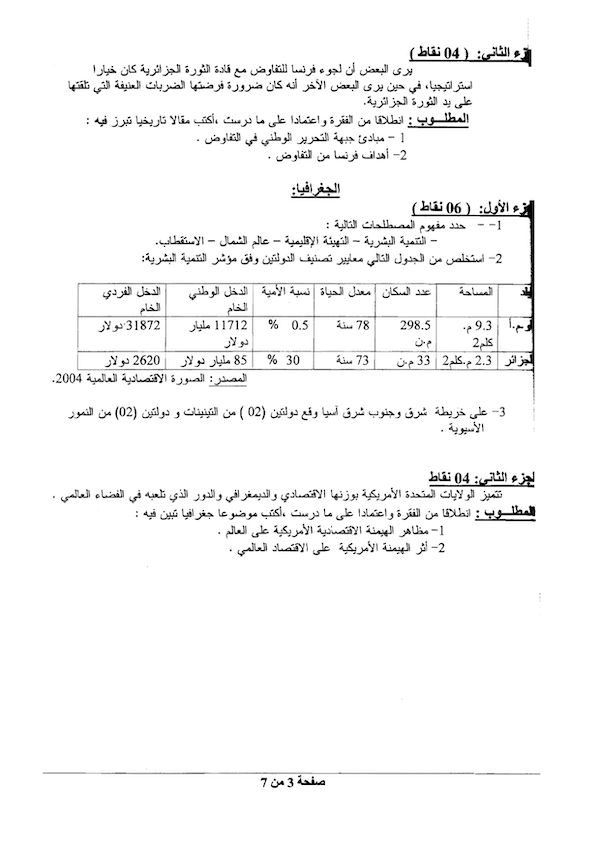 جزء الثاني: ( 04 نقاط )
يرى البعض أن لجوء فرنسا للتفاوض مع قادة الثورة الجزائرية كان خيارا
استراتيجيا، في حين يرى البعض الآخر أنه كان ضرورة فرضتها الضربات العنيفة التي تلقتها
على يد الثورة الجزائرية.
المطلوب : انطلاقا من الفقرة واعتمادا على ما درست ،أكتب مقالا تاريخيا تبرز فيه :
1 – مبادئ جبهة التحرير الوطني في التفاوض .
2– أهداف فرنسا من التفاوض .
الجغرافيا:
جزء الأول: ( 06 نقاط )
1– – حدد مفهوم المصطلحات التالية :
– التنمية البشرية – التهيئة الإقليمية – عالم الشمال – الاستقطاب.
2– استخلص من الجدول التالي معايير تصنيف الدولتين وفق مؤشر التنمية البشرية:
بلد المساحة عدد السكان معدل الحياة نسبة الأمية الدخل الوطني الخام الدخل الفردي الخام
و.م.أ 9.3 م.كلم2 298.5 م.ن 78 سنة 0.5 % 11712 مليار دولار 31872 دولار
لجزائر 2.3 م.كلم2 33 م.ن 73 سنة 30 % 85 مليار دولار 2620 دولار
المصدر: الصورة الاقتصادية العالمية 2004.
3– على خريطة شرق وجنوب شرق آسيا وقع دولتين (02 ) من التنينات و دولتين (02) من النمور
الأسيوية .
لجزء الثاني: 04 نقاط
تتميز الولايات المتحدة الأمريكية بوزنها الاقتصادي والديمغرافي والدور الذي تلعبه في الفضاء العالمي .
المطلوب : انطلاقا من الفقرة واعتمادا على ما درست ،أكتب موضوعا جغرافيا تبين فيه :
1– مظاهر الهيمنة الاقتصادية الأمريكية على العالم .
2– أثر الهيمنة الأمريكية على الاقتصاد العالمي .
صفحة 3 من 7